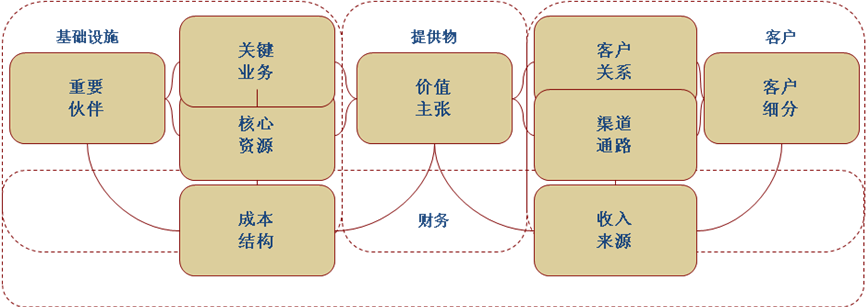 基础设施
提供物
客户
关键
业务
客户
关系
重要
伙伴
价值
主张
客户
细分
核心
资源
渠道
通路
成本
结构
财务
收入
来源